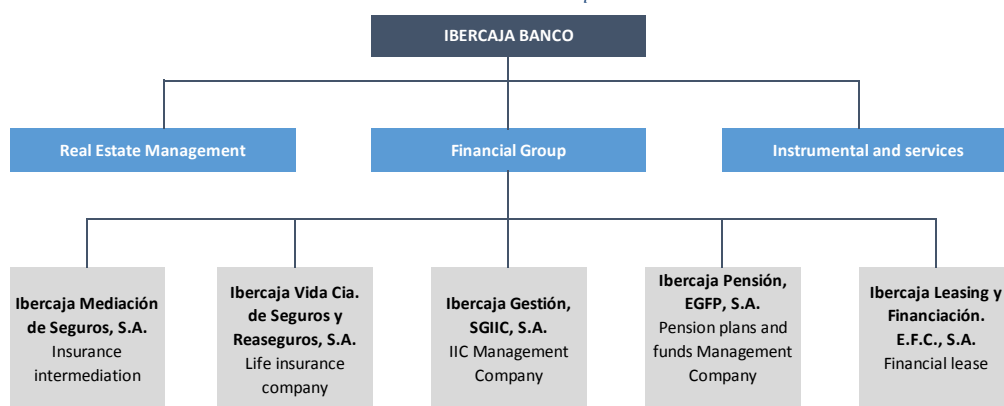 IBERCAJA BANCO
Real Estate Management
Financial Group
Instrumental and services
Ibercaja Mediación
de Seguros, S.A.
Insurance
intermediation
Ibercaja Vida Cia.
de Seguros y
Reaseguros, S.A.
Life insurance
company
Ibercaja Gestión,
SGIIC, S.A.
IIC Management
Company
Ibercaja Pensión,
EGFP, S.A.
Pension plans and
funds Management
Company
Ibercaja Leasing y
Financiación.
E.F.C., S.A.
Financial lease